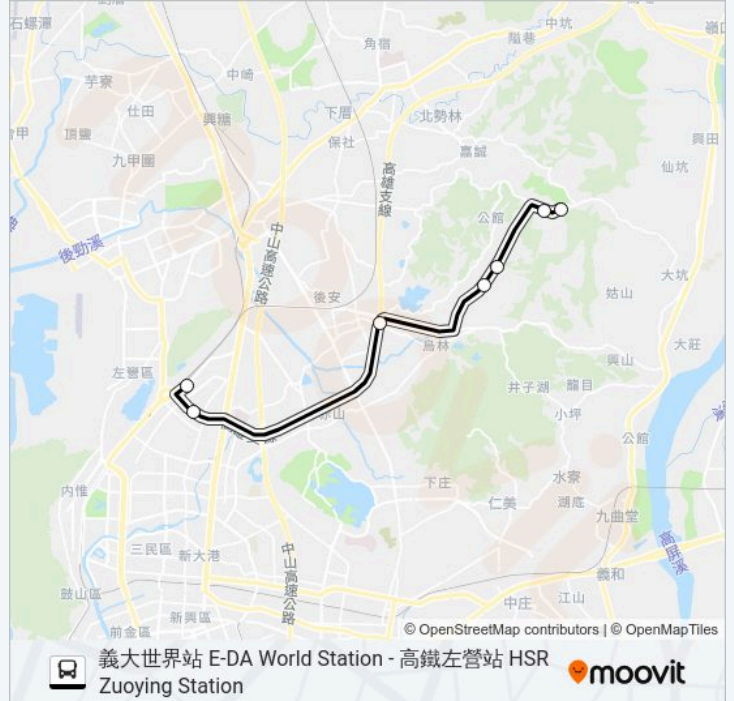 石螺潭
角宿
中坑
隘巷
嶺口
中崎
芋寮
仕田
下厝
北勢林
興糖
頂鹽
保社
嘉誠
興田
九甲圍
仙坑
高雄支線
公館
後勁溪
中山高速公路
大坑
後安
姑山
大莊
烏林
興山
左營區
井子湖
龍目
小坪
赤山
公館
水寮
下庄
內惟
仁美
湖底
九曲堂
高屏溪
三民區
新大港
中山高速公路
義和
鼓山區
新興區
中庄
江山
前金區
© OpenStreetMap contributors | © OpenMapTiles
義大世界站 E-DA World Station - 高鐵左營站 HSR
Zuoying Station
moovit